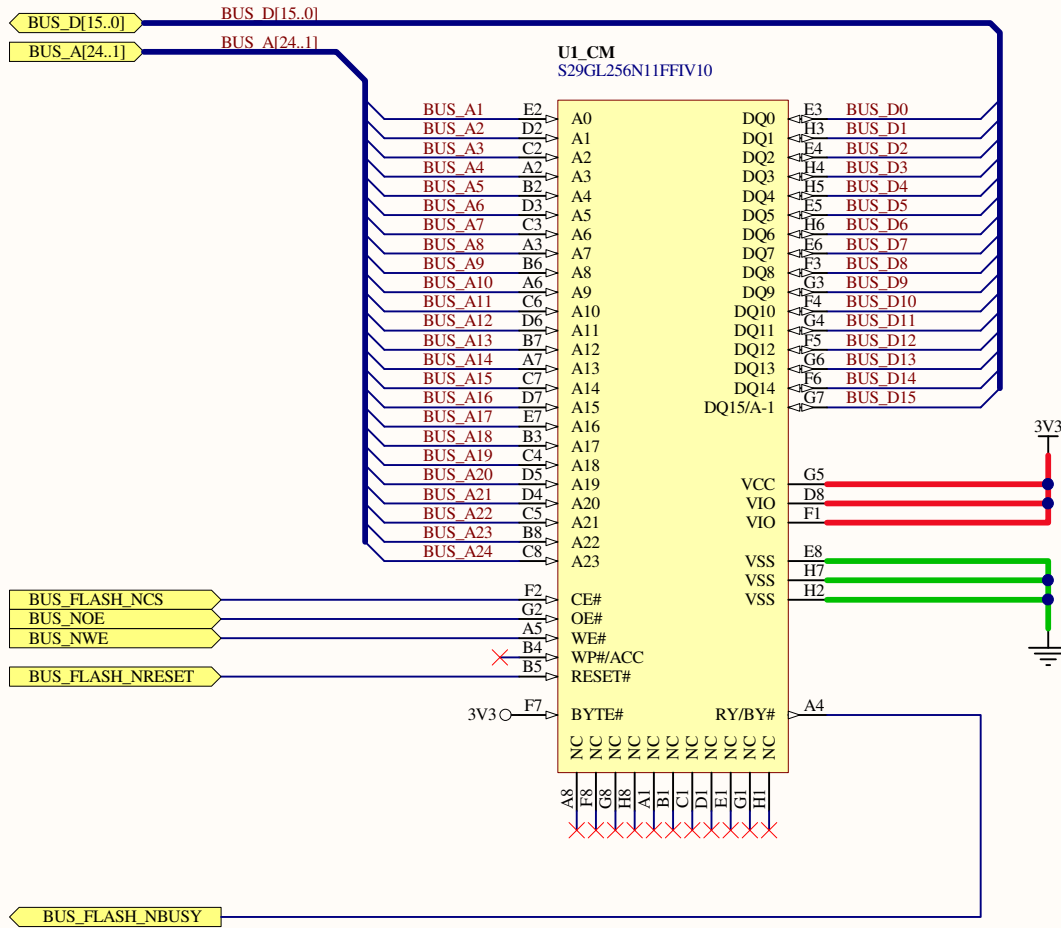 BUS_D[15..0] BUS_D[15..0]
BUS_A[24..1] BUS_A[24..1]
U1_CM
S29GL256N11FFIV10
BUS_A1 E2 A0 DQ0 E3 BUS_D0
BUS_A2 D2 A1 DQ1 H3 BUS_D1
BUS_A3 C2 A2 DQ2 E4 BUS_D2
BUS_A4 A2 A3 DQ3 H4 BUS_D3
BUS_A5 B2 A4 DQ4 H5 BUS_D4
BUS_A6 D3 A5 DQ5 E5 BUS_D5
BUS_A7 C3 A6 DQ6 H6 BUS_D6
BUS_A8 A3 A7 DQ7 E6 BUS_D7
BUS_A9 B6 A8 DQ8 F3 BUS_D8
BUS_A10 A6 A9 DQ9 G3 BUS_D9
BUS_A11 C6 A10 DQ10 F4 BUS_D10
BUS_A12 D6 A11 DQ11 G4 BUS_D11
BUS_A13 B7 A12 DQ12 F5 BUS_D12
BUS_A14 A7 A13 DQ13 G6 BUS_D13
BUS_A15 C7 A14 DQ14 F6 BUS_D14
BUS_A16 D7 A15 DQ15/A-1 G7 BUS_D15
BUS_A17 E7 A16
BUS_A18 B3 A17
BUS_A19 C4 A18
3V3
BUS_A20 D5 A19 VCC G5
BUS_A21 D4 A20 VIO D8
BUS_A22 C5 A21 VIO F1
BUS_A23 B8 A22
BUS_A24 C8 A23 VSS E8
VSS H7
BUS_FLASH_NCS F2 CE# VSS H2
BUS_NOE G2 OE#
BUS_NWE A5 WE#
B4 WP#/ACC
BUS_FLASH_NRESET B5 RESET#
3V3 F7 BYTE# RY/BY# A4
NC NC NC NC NC NC NC NC NC NC NC
A8 F8 G8 H8 A1 B1 C1 D1 E1 G1 H1
BUS_FLASH_NBUSY